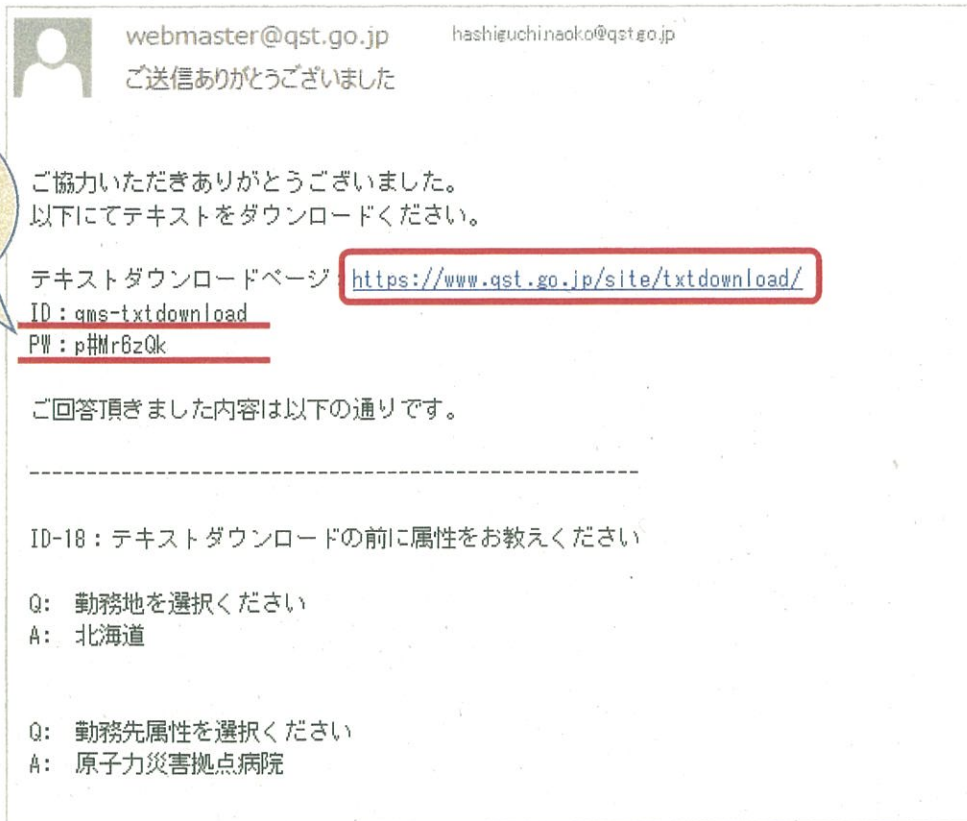 webmaster@qst.go.jp hashiguchi.naoko@qst.go.jp
ご送信ありがとうございました
ご協力いただきありがとうございました。
以下にてテキストをダウンロードください。
テキストダウンロードページ：https://www.qst.go.jp/site/txtdownload/
ID：qms-txtdownload
PW：p#Mr6zQk
ご回答頂きました内容は以下の通りです。
-----------------------------------------------------
ID-18：テキストダウンロードの前に属性をお教えください
Q: 勤務地を選択ください
A: 北海道
Q: 勤務先属性を選択ください
A: 原子力災害拠点病院